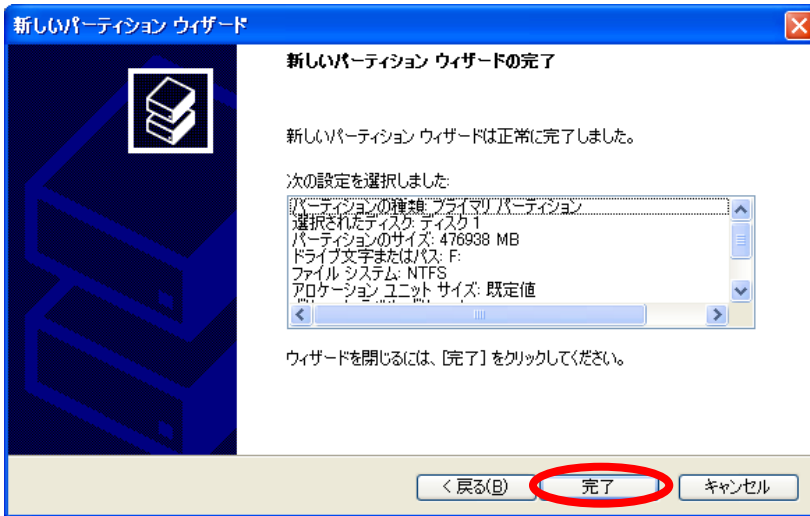 新しいパーティション ウィザード
新しいパーティション ウィザードの完了
新しいパーティション ウィザードは正常に完了しました。
次の設定を選択しました:
パーティションの種類: プライマリ パーティション
選択されたディスク: ディスク 1
パーティションのサイズ: 476938 MB
ドライブ文字またはパス: F:
ファイル システム: NTFS
アロケーション ユニット サイズ: 既定値
ウィザードを閉じるには、[完了] をクリックしてください。
< 戻る(B)
完了
キャンセル